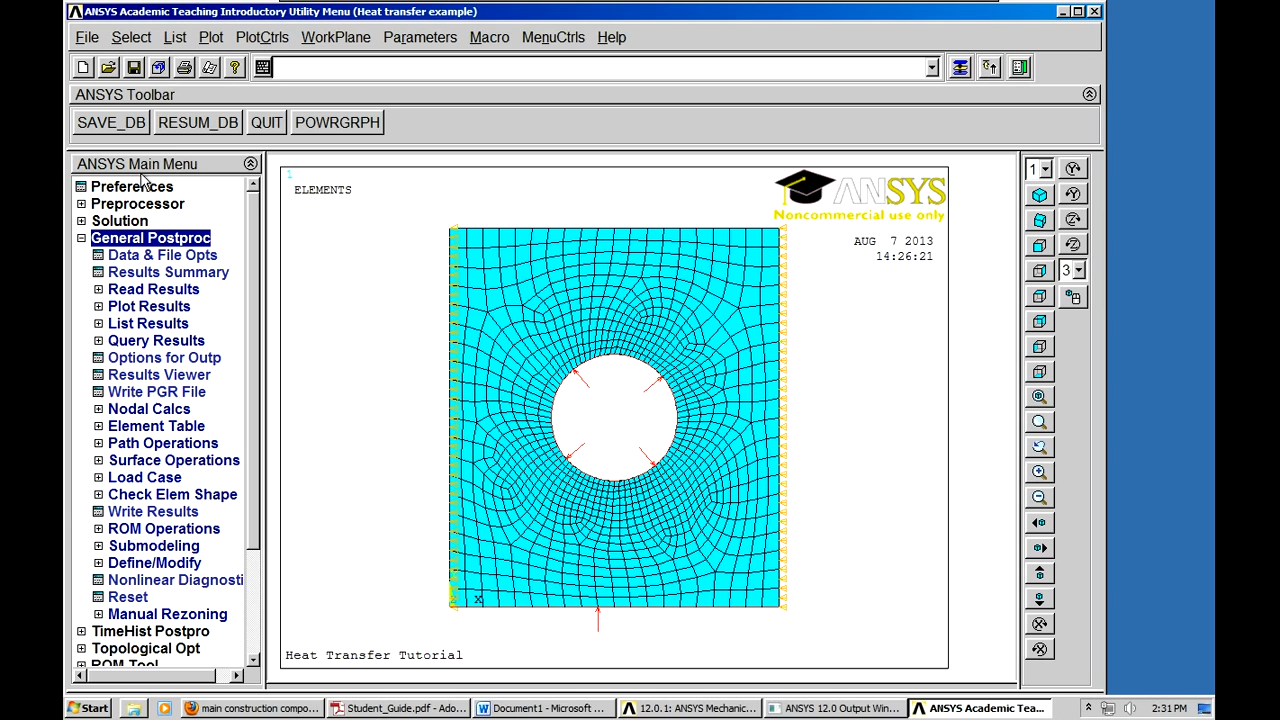 ANSYS Academic Teaching Introductory Utility Menu (Heat transfer example)
File Select List Plot PlotCtrls WorkPlane Parameters Macro MenuCtrls Help
ANSYS Toolbar
SAVE_DB RESUM_DB QUIT POWRGRPH
ANSYS Main Menu
Preferences
Preprocessor
Solution
General Postproc
Data & File Opts
Results Summary
Read Results
Plot Results
List Results
Query Results
Options for Outp
Results Viewer
Write PGR File
Nodal Calcs
Element Table
Path Operations
Surface Operations
Load Case
Check Elem Shape
Write Results
ROM Operations
Submodeling
Define/Modify
Nonlinear Diagnosti
Reset
Manual Rezoning
TimeHist Postpro
Topological Opt
ROM Tool
1
ELEMENTS
ANSYS
Noncommercial use only
AUG 7 2013
14:26:21
X
Heat Transfer Tutorial
1
3
Start
main construction compo...
Student_Guide.pdf - Ado...
Document1 - Microsoft ...
12.0.1: ANSYS Mechanic...
ANSYS 12.0 Output Win...
ANSYS Academic Tea...
2:31 PM